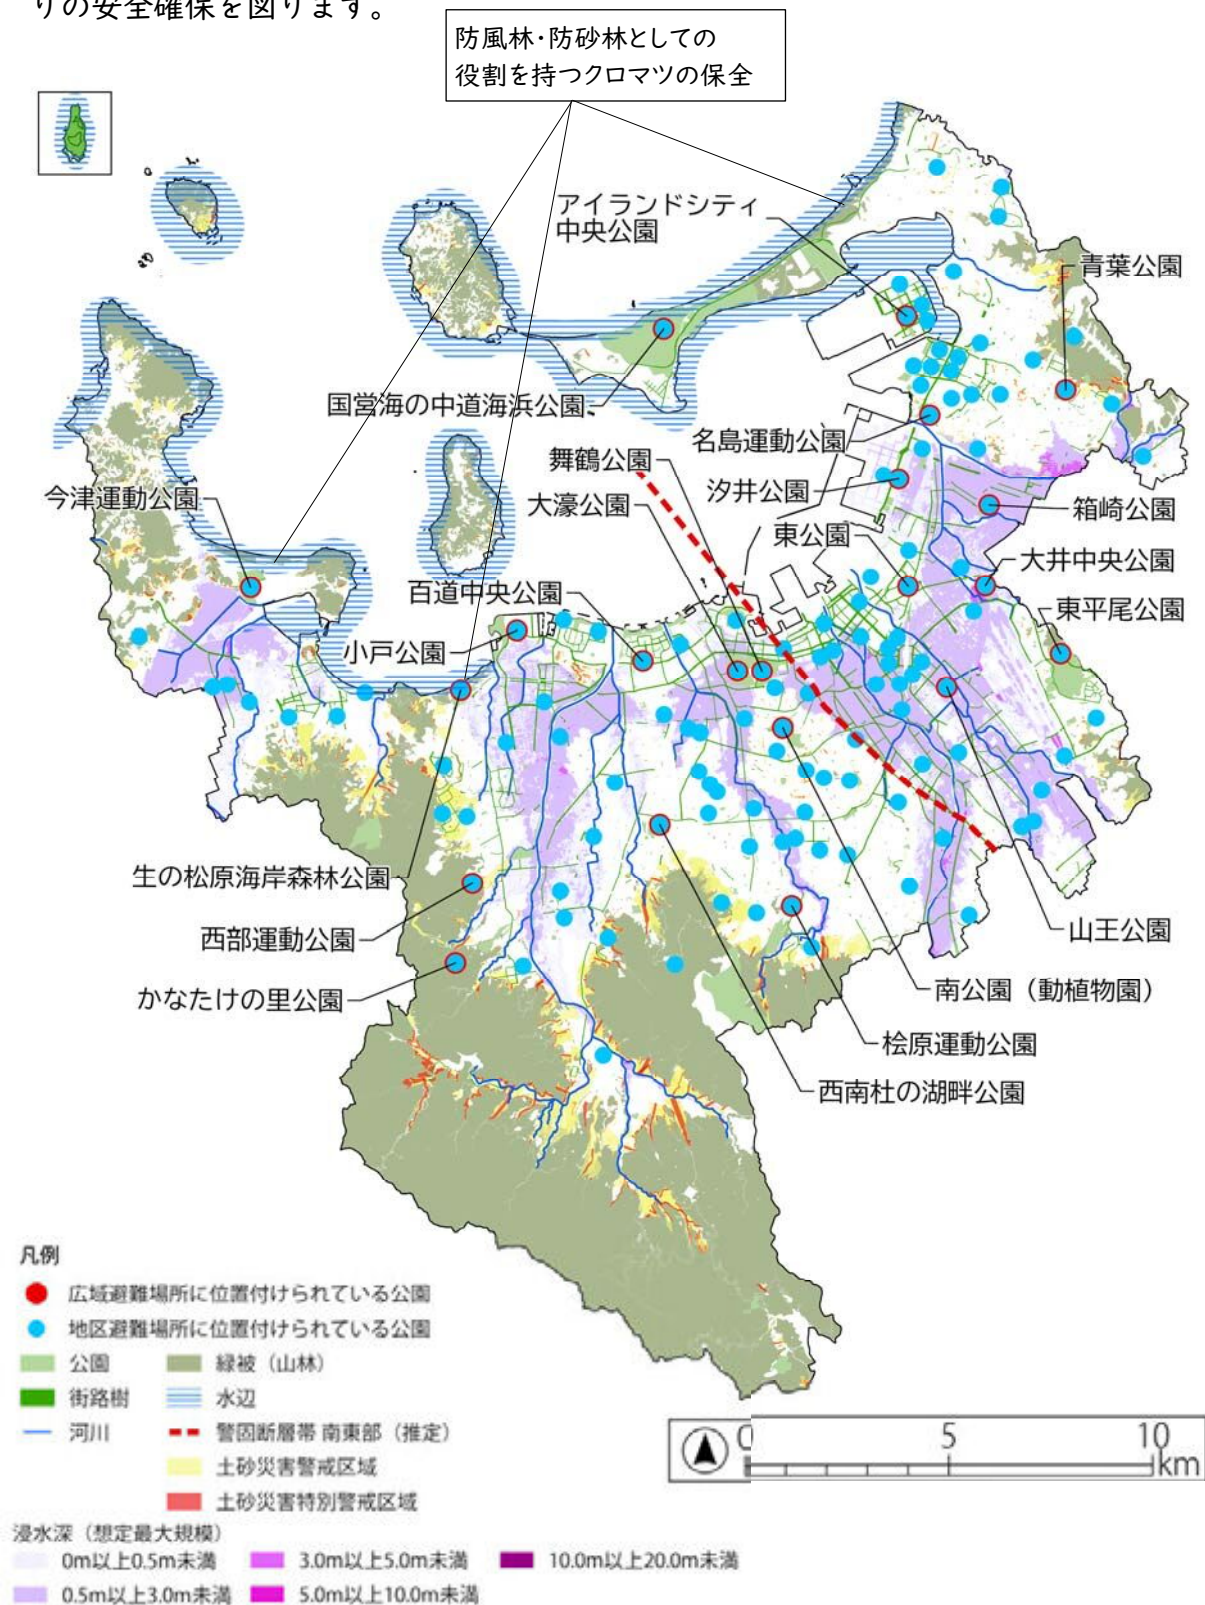 りの安全確保を図ります。
防風林・防砂林としての
役割を持つクロマツの保全
アイランドシティ
中央公園
青葉公園
国営海の中道海浜公園
名島運動公園
舞鶴公園
今津運動公園
汐井公園
大濠公園
箱崎公園
東公園
大井中央公園
百道中央公園
東平尾公園
小戸公園
生の松原海岸森林公園
西部運動公園
山王公園
かなたけの里公園
南公園（動植物園）
桧原運動公園
西南杜の湖畔公園
凡例
広域避難場所に位置付けられている公園
地区避難場所に位置付けられている公園
公園 緑被（山林）
街路樹 水辺
河川 警固断層帯 南東部（推定）
土砂災害警戒区域
土砂災害特別警戒区域
0 5 10
km
浸水深（想定最大規模）
0m以上0.5m未満 3.0m以上5.0m未満 10.0m以上20.0m未満
0.5m以上3.0m未満 5.0m以上10.0m未満